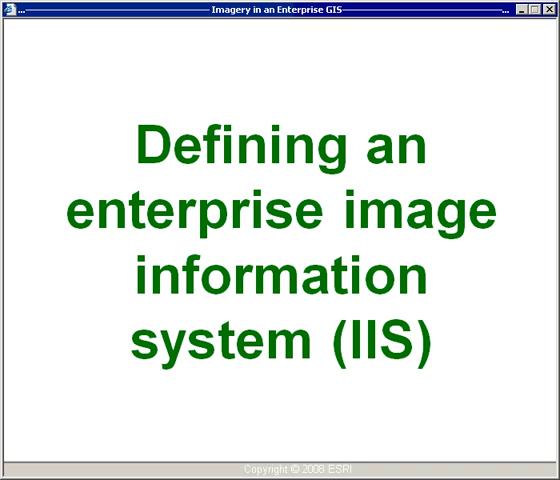 Imagery in an Enterprise GIS
Defining an
enterprise image
information
system (IIS)
Copyright © 2008 ESRI